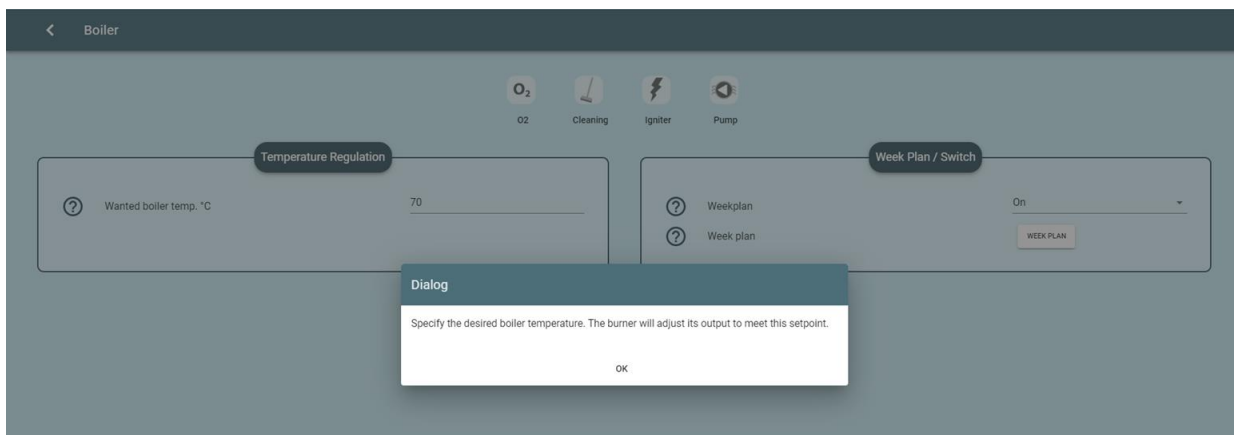 Boiler
O₂
O2
Cleaning
Igniter
Pump
Temperature Regulation
Wanted boiler temp. °C
70
Week Plan / Switch
Weekplan
On
Week plan
WEEK PLAN
Dialog
Specify the desired boiler temperature. The burner will adjust its output to meet this setpoint.
OK